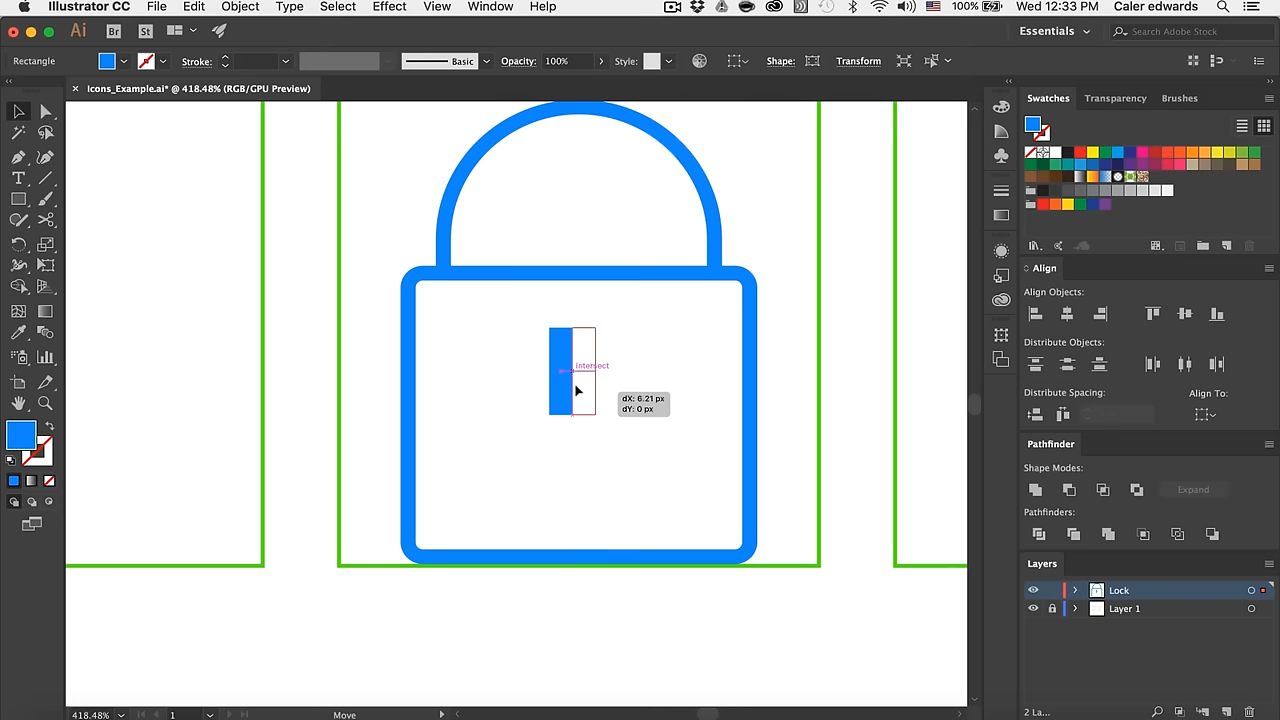 Illustrator CC File Edit Object Type Select Effect View Window Help 100% Wed 12:33 PM Caler edwards
Ai Br St Essentials Search Adobe Stock
Rectangle Stroke: Basic Opacity: 100% Style: Shape: Transform
× Icons_Example.ai* @ 418.48% (RGB/GPU Preview)
Swatches Transparency Brushes
Align
Align Objects:
Distribute Objects:
intersect
dX: 6.21 px
dY: 0 px
Distribute Spacing: Align To:
Pathfinder
Shape Modes:
Expand
Pathfinders:
Layers
Lock
Layer 1
418.48% 1 Move 2 La...